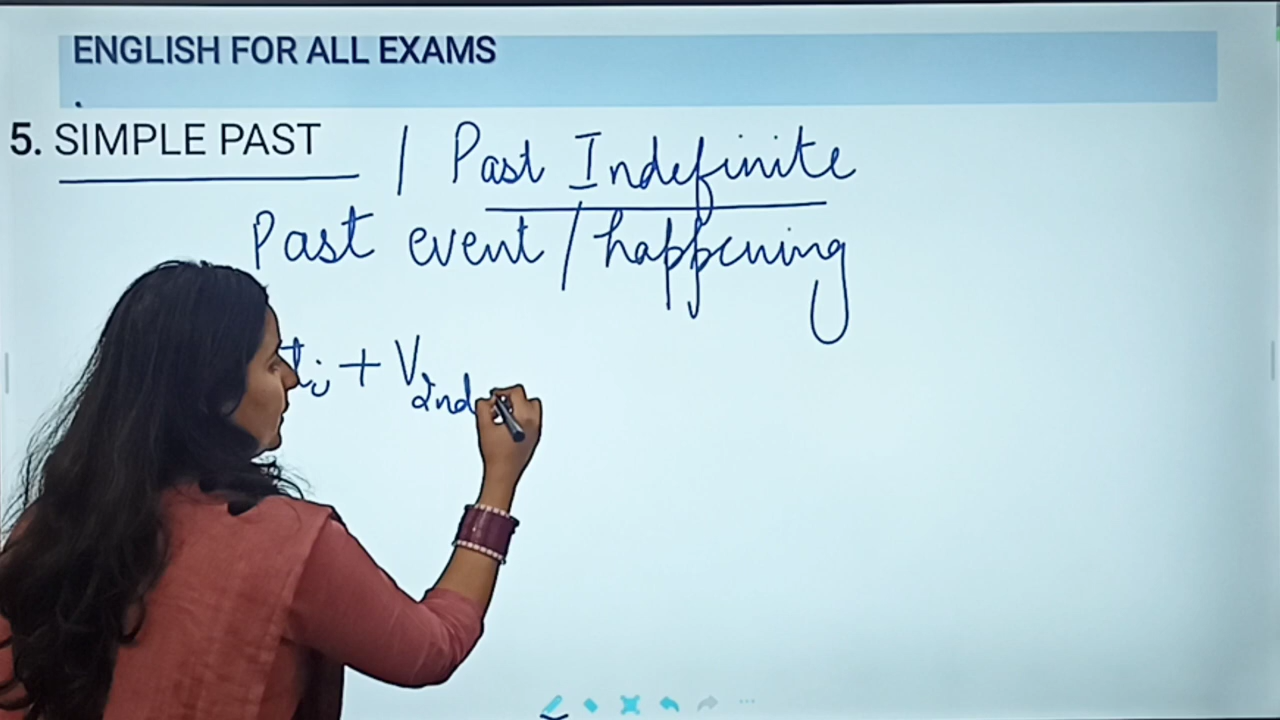 ENGLISH FOR ALL EXAMS
5. SIMPLE PAST / Past Indefinite
Past event / happening
+ V2nd